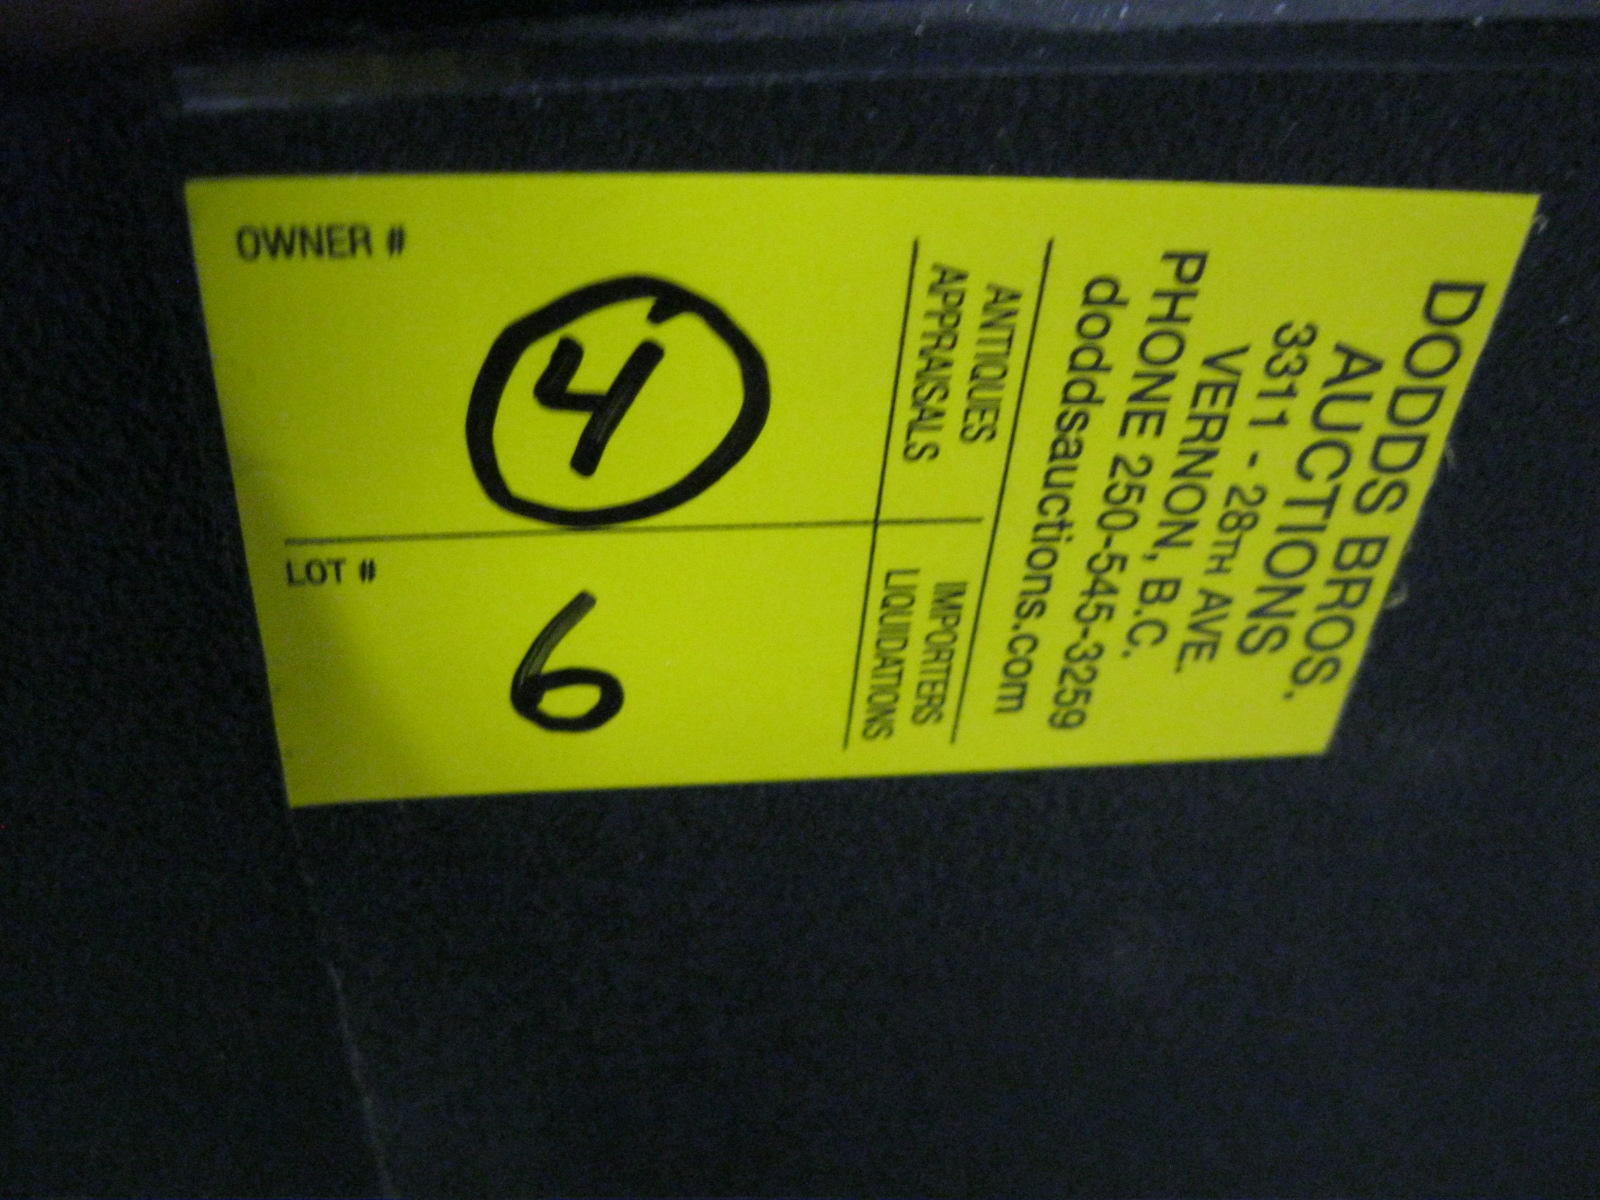 DODDS BROS.
AUCTIONS
3311 - 28TH AVE.
VERNON, B.C.
PHONE 250-545-3259
doddsauctions.com
ANTIQUES
APPRAISALS
IMPORTERS
LIQUIDATIONS
OWNER #
4
LOT #
6